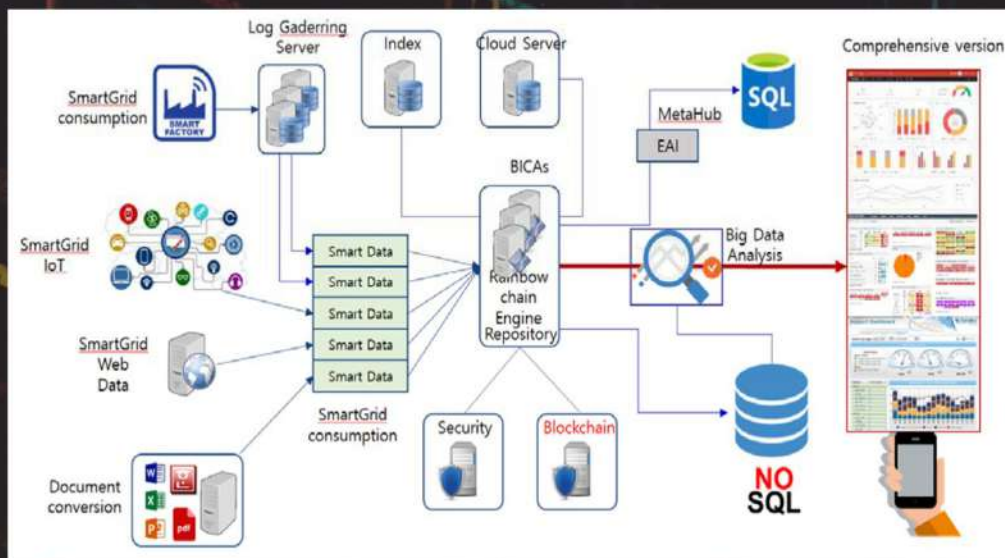 Log Gaderring
Server
Index
Cloud Server
Comprehensive version
SmartGrid
consumption
SMART
FACTORY
SQL
MetaHub
EAI
BICAs
SmartGrid
IoT
Smart Data
Smart Data
Smart Data
Smart Data
Smart Data
Rainbow
chain
Engine
Repository
Big Data
Analysis
SmartGrid
Web
Data
SmartGrid
consumption
Security
Blockchain
NO
SQL
Document
conversion
W
X
P
pdf